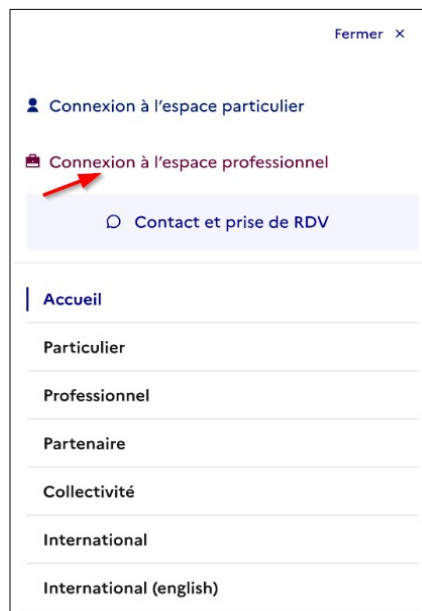 Fermer ×
Connexion à l'espace particulier
Connexion à l'espace professionnel
Contact et prise de RDV
Accueil
Particulier
Professionnel
Partenaire
Collectivité
International
International (english)